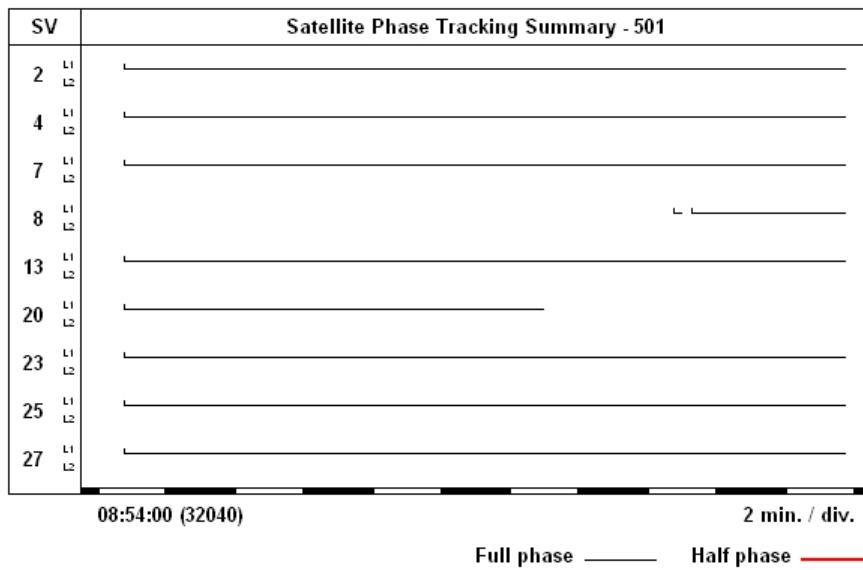 SV Satellite Phase Tracking Summary - 501
2 L1
L2
4 L1
L2
7 L1
L2
8 L1
L2
13 L1
L2
20 L1
L2
23 L1
L2
25 L1
L2
27 L1
L2
08:54:00 (32040) 2 min. / div.
Full phase Half phase